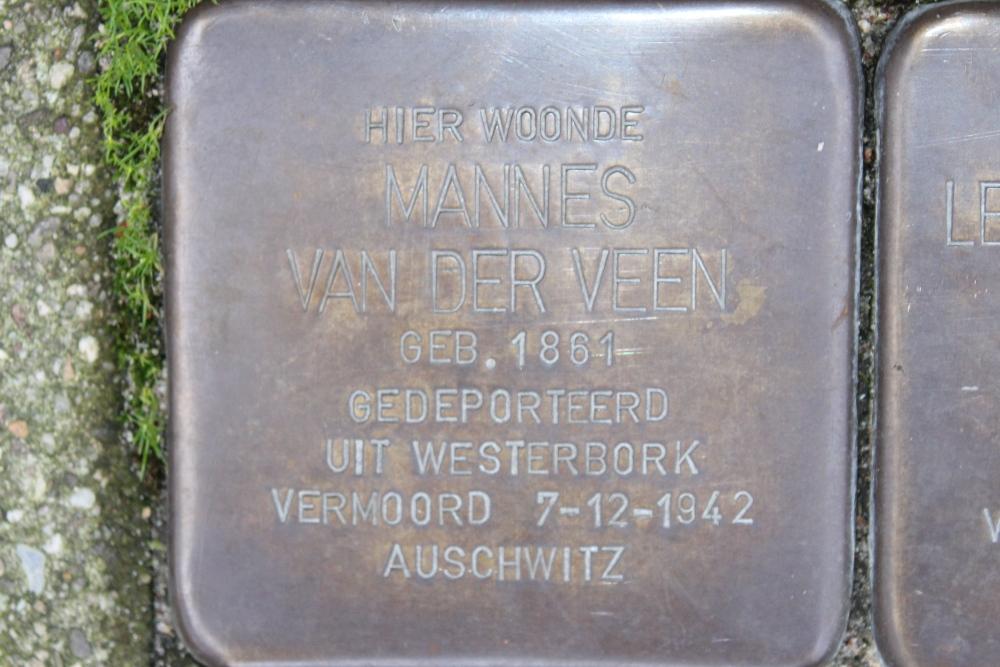 HIER WOONDE
MANNES
VAN DER VEEN
GEB. 1861
GEDEPORTEERD
UIT WESTERBORK
VERMOORD 7-12-1942
AUSCHWITZ